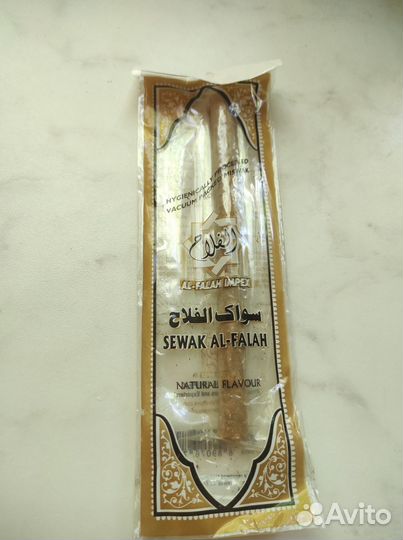 HYGIENICALLY PROCESSED
VACUUM PACKED MISWAK
الفلاح
AL-FALAH IMPEX
سواك الفلاح
SEWAK AL-FALAH
NATURAL FLAVOUR
Avito